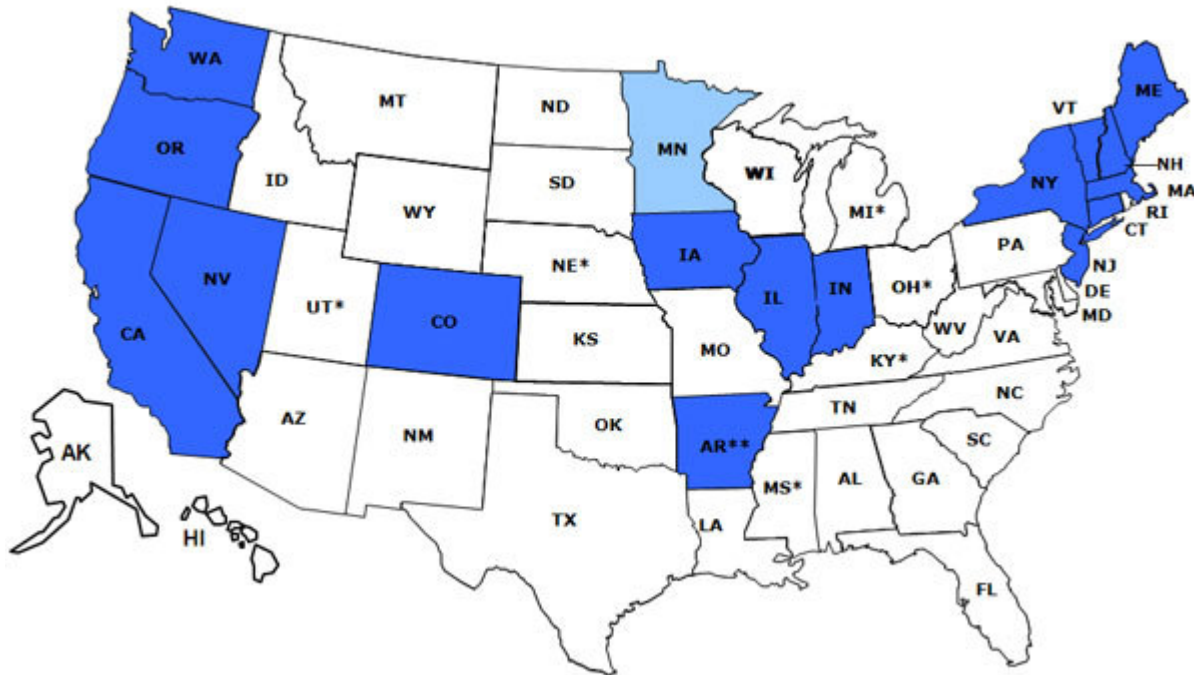 WA
ME
VT
MT
ND
MN
OR
NH
WI
NY
MA
ID
SD
MI*
RI
WY
CT
PA
IA
NE*
NJ
NV
IL
IN
OH*
DE
UT*
CO
MD
CA
WV
VA
KS
MO
KY*
NC
TN
AZ
OK
NM
SC
AR**
AK
GA
AL
MS*
TX
LA
HI
FL